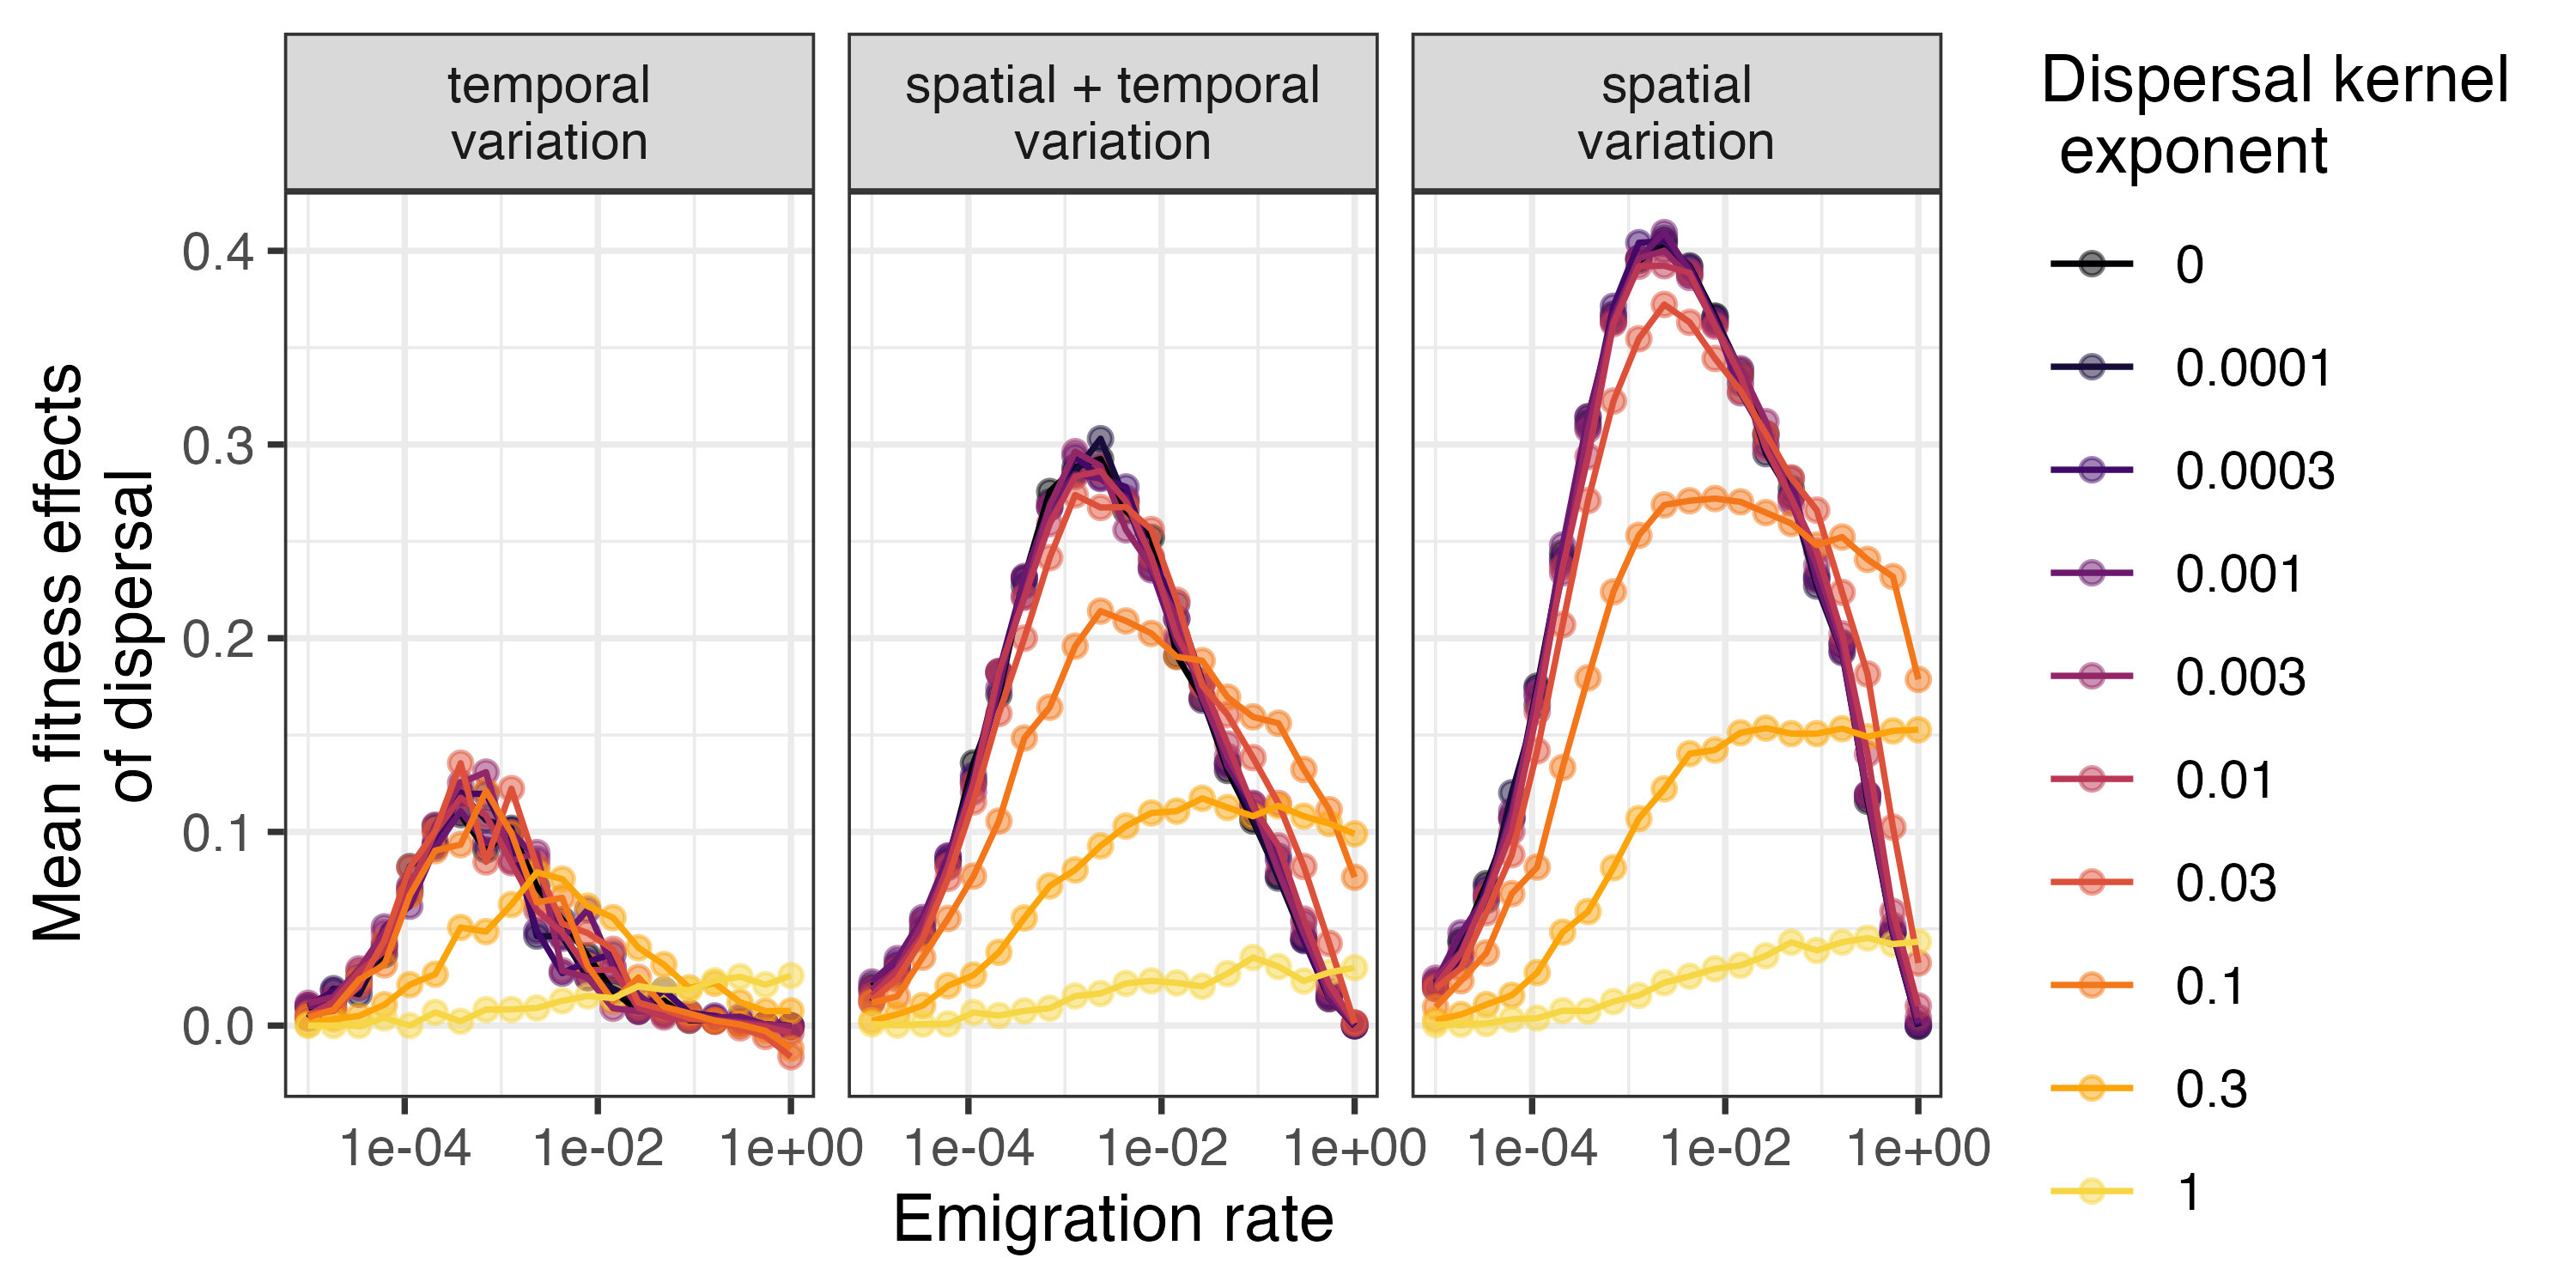 temporal
variation
spatial + temporal
variation
spatial
variation
Mean fitness effects
of dispersal
0.4
0.3
0.2
0.1
0.0
1e-04 1e-02 1e+00
1e-04 1e-02 1e+00
1e-04 1e-02 1e+00
Emigration rate
Dispersal kernel
exponent
0
0.0001
0.0003
0.001
0.003
0.01
0.03
0.1
0.3
1